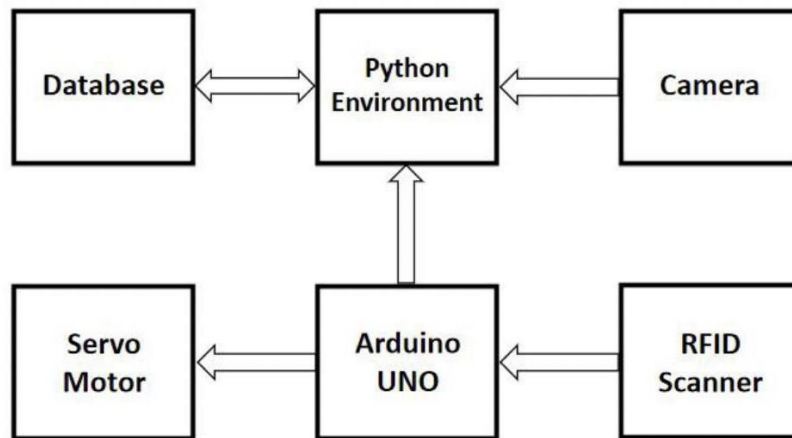 Database
Python
Environment
Camera
Servo
Motor
Arduino
UNO
RFID
Scanner